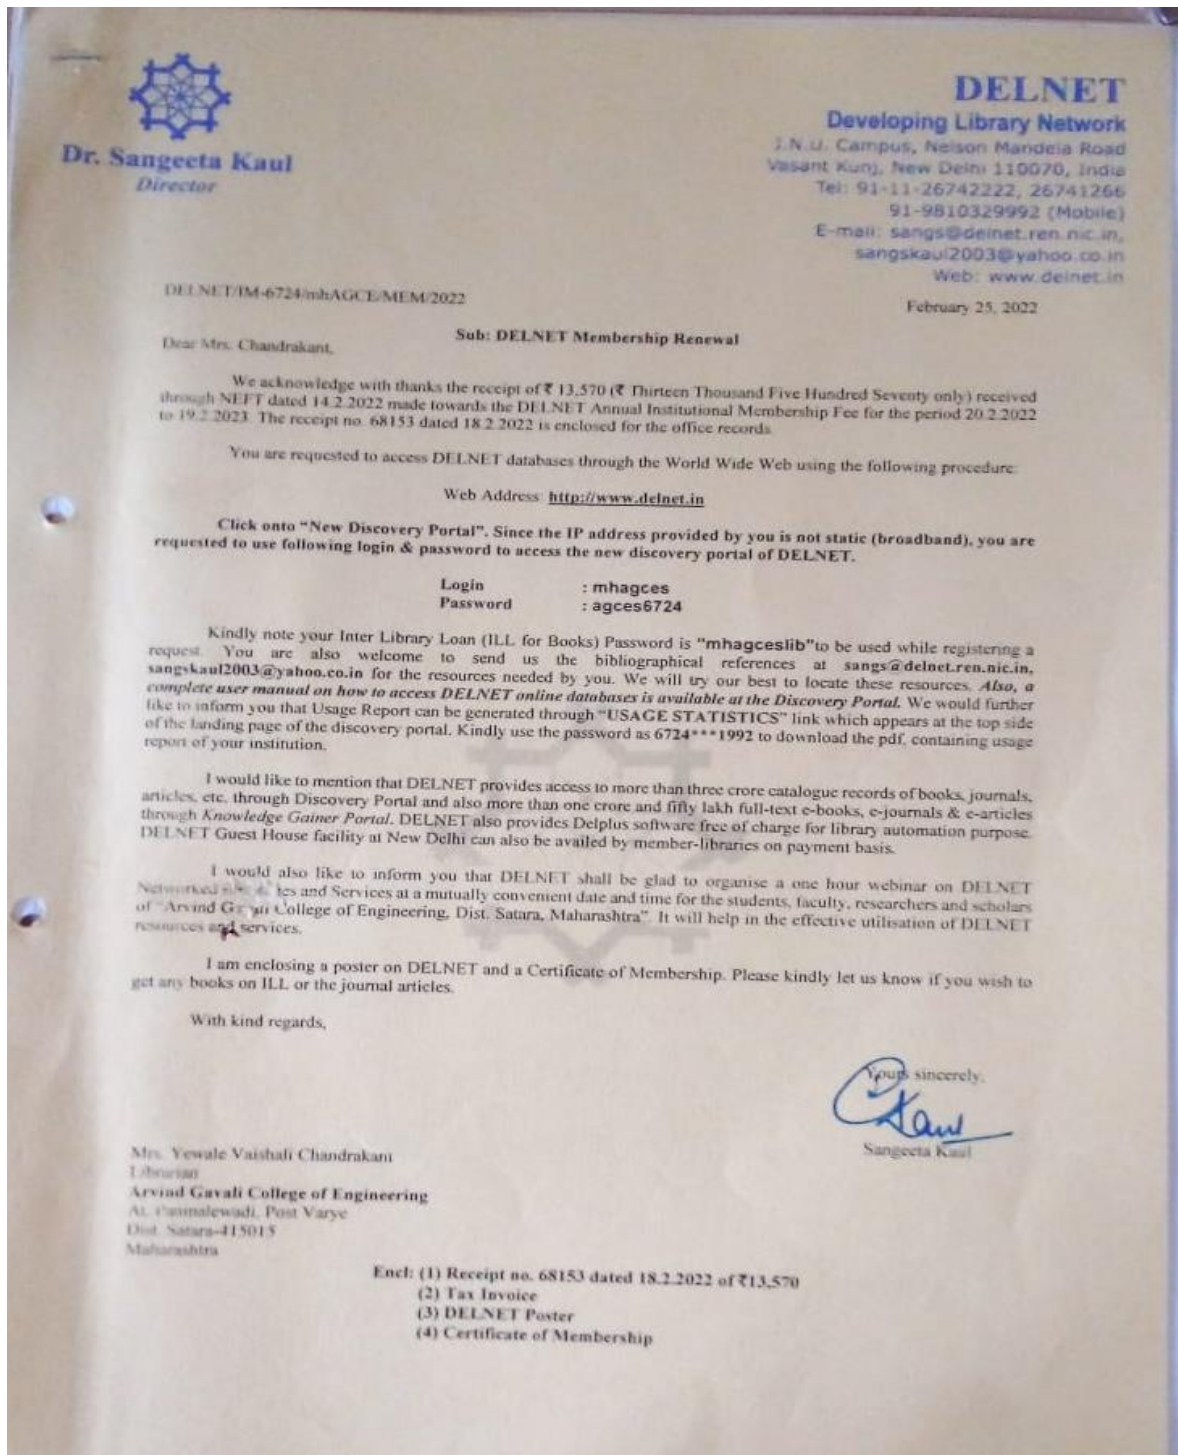 Dr. Sangeeta Kaul
Director
DELNET
Developing Library Network
J.N.U. Campus, Nelson Mandela Road
Vasant Kunj, New Delhi 110070, India
Tel: 91-11-26742222, 26741266
91-9810329992 (Mobile)
E-mail: sangs@delnet.ren.nic.in,
sangskaul2003@yahoo.co.in
Web: www.delnet.in
DELNET/IM-6724/mhAGCE/MEM/2022
February 25, 2022
Sub: DELNET Membership Renewal
Dear Mrs. Chandrakant,
We acknowledge with thanks the receipt of ₹ 13,570 (₹ Thirteen Thousand Five Hundred Seventy only) received
through NEFT dated 14.2.2022 made towards the DELNET Annual Institutional Membership Fee for the period 20.2.2022
to 19.2.2023. The receipt no. 68153 dated 18.2.2022 is enclosed for the office records.
You are requested to access DELNET databases through the World Wide Web using the following procedure:
Web Address: http://www.delnet.in
Click onto "New Discovery Portal". Since the IP address provided by you is not static (broadband), you are
requested to use following login & password to access the new discovery portal of DELNET.
Login : mhagces
Password : agces6724
Kindly note your Inter Library Loan (ILL for Books) Password is "mhagceslib"to be used while registering a
request. You are also welcome to send us the bibliographical references at sangs@delnet.ren.nic.in,
sangskaul2003@yahoo.co.in for the resources needed by you. We will try our best to locate these resources. Also, a
complete user manual on how to access DELNET online databases is available at the Discovery Portal. We would further
like to inform you that Usage Report can be generated through "USAGE STATISTICS" link which appears at the top side
of the landing page of the discovery portal. Kindly use the password as 6724***1992 to download the pdf, containing usage
report of your institution.
I would like to mention that DELNET provides access to more than three crore catalogue records of books, journals,
articles, etc. through Discovery Portal and also more than one crore and fifty lakh full-text e-books, e-journals & e-articles
through Knowledge Gainer Portal. DELNET also provides Delplus software free of charge for library automation purpose.
DELNET Guest House facility at New Delhi can also be availed by member-libraries on payment basis.
I would also like to inform you that DELNET shall be glad to organise a one hour webinar on DELNET
Networked and Services at a mutually convenient date and time for the students, faculty, researchers and scholars
of "Arvind College of Engineering, Dist. Satara, Maharashtra". It will help in the effective utilisation of DELNET
resources and services.
I am enclosing a poster on DELNET and a Certificate of Membership. Please kindly let us know if you wish to
get any books on ILL or the journal articles.
With kind regards,
Yours sincerely,
Kaul
Sangeeta Kaul
Mrs. Yewale Vaishali Chandrakant
Librarian
Arvind Gavali College of Engineering
At. Panmalewadi, Post Varye
Dist. Satara-415015
Maharashtra
Encl: (1) Receipt no. 68153 dated 18.2.2022 of ₹13,570
(2) Tax Invoice
(3) DELNET Poster
(4) Certificate of Membership